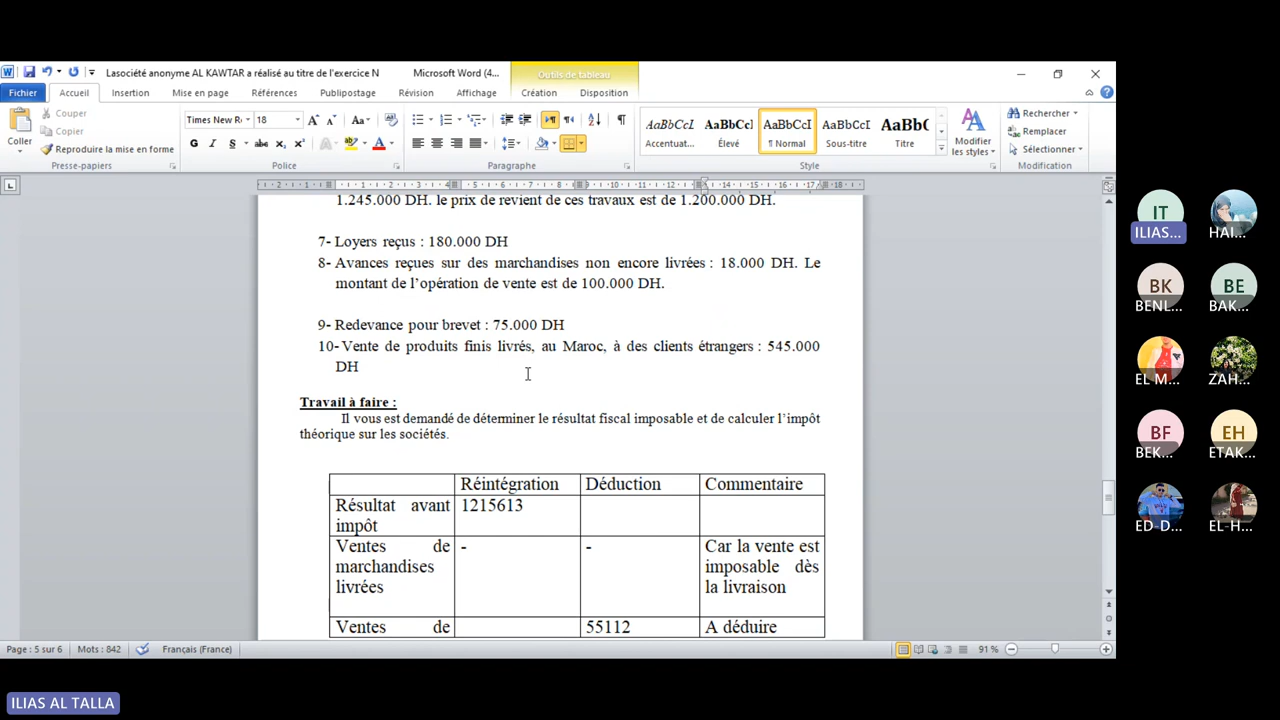 Lasociété anonyme AL KAWTAR a réalisé au titre de l'exercice N
Microsoft Word (4...
Outils de tableau
Fichier
Accueil
Insertion
Mise en page
Références
Publipostage
Révision
Affichage
Création
Disposition
Coller
Couper
Copier
Reproduire la mise en forme
Presse-papiers
Times New R
18
Police
Paragraphe
AaBbCcL
Accentuat...
AaBbCcl
Élevé
AaBbCcI
¶ Normal
AaBbCcl
Sous-titre
AaBbC
Titre
Style
Modifier
les styles
Rechercher
Remplacer
Sélectionner
Modification
1.245.000 DH. le prix de revient de ces travaux est de 1.200.000 DH.
7- Loyers reçus : 180.000 DH
8- Avances reçues sur des marchandises non encore livrées : 18.000 DH. Le
montant de l’opération de vente est de 100.000 DH.
9- Redevance pour brevet : 75.000 DH
10- Vente de produits finis livrés, au Maroc, à des clients étrangers : 545.000
DH
Travail à faire :
Il vous est demandé de déterminer le résultat fiscal imposable et de calculer l’impôt
théorique sur les sociétés.
Réintégration Déduction Commentaire
Résultat avant impôt 1215613
Ventes de marchandises livrées - - Car la vente est imposable dès la livraison
Ventes de 55112 A déduire
Page : 5 sur 6
Mots : 842
Français (France)
91 %
IT
ILIAS...
HAI...
BK
BENL...
BE
BAK...
EL M...
ZAH...
BF
BEK...
EH
ETAK...
ED-D...
EL-H...
ILIAS AL TALLA